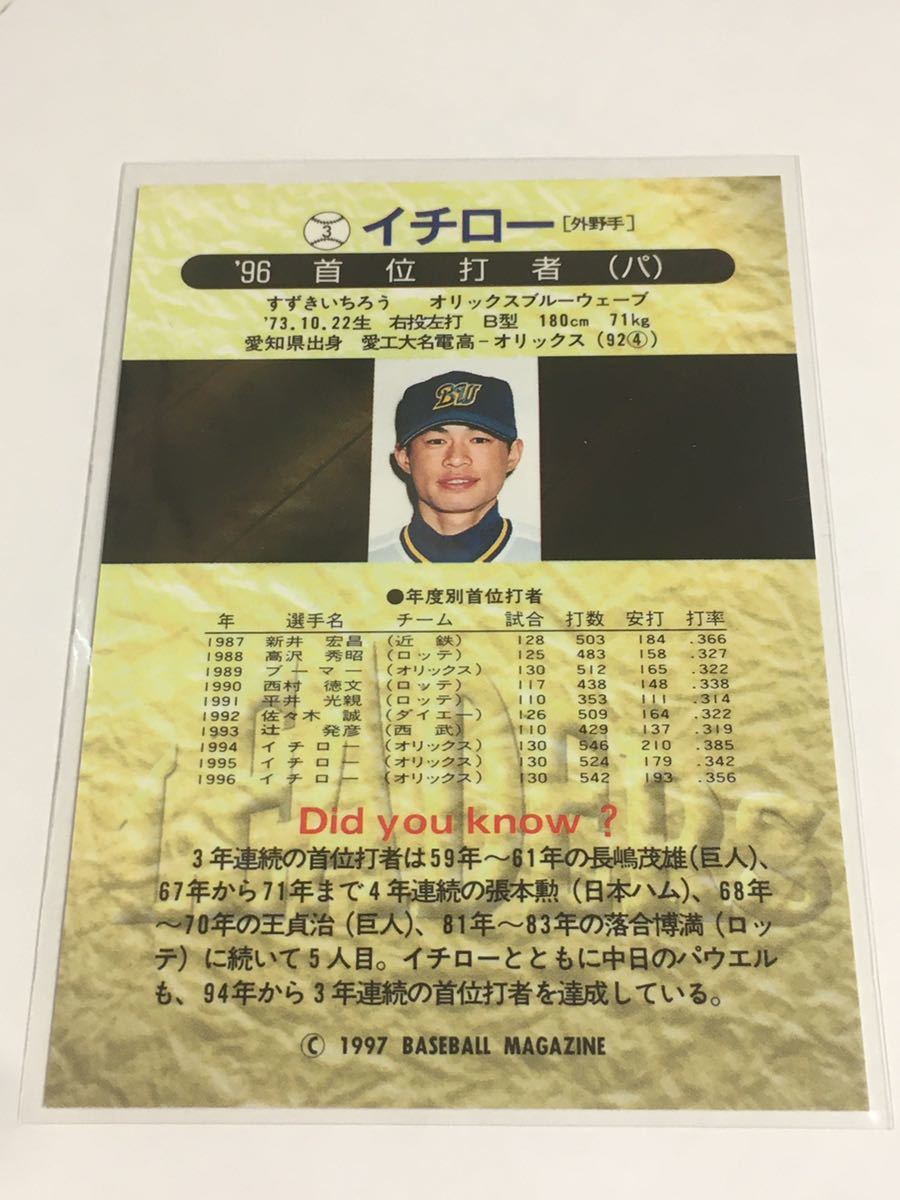 3 イチロー [外野手]
'96 首位打者(パ)
すずきいちろう オリックスブルーウェーブ
'73.10.22生 右投左打 B型 180cm 71kg
愛知県出身 愛工大名電高-オリックス(92④)
BW
●年度別首位打者
年 選手名 チーム 試合 打数 安打 打率
1987 新井 宏昌 (近鉄) 128 503 184 .366
1988 高沢 秀昭 (ロッテ) 125 483 158 .327
1989 ブーマー (オリックス) 130 512 165 .322
1990 西村 徳文 (ロッテ) 117 438 148 .338
1991 平井 光親 (ロッテ) 110 353 111 .314
1992 佐々木 誠 (ダイエー) 126 509 164 .322
1993 辻 発彦 (西武) 110 429 137 .319
1994 イチロー (オリックス) 130 546 210 .385
1995 イチロー (オリックス) 130 524 179 .342
1996 イチロー (オリックス) 130 542 193 .356
LEADERS
Did you know ?
3年連続の首位打者は59年〜61年の長嶋茂雄(巨人)、
67年から71年まで4年連続の張本勲(日本ハム)、68年
〜70年の王貞治(巨人)、81年〜83年の落合博満(ロッ
テ)に続いて5人目。イチローとともに中日のパウエル
も、94年から3年連続の首位打者を達成している。
© 1997 BASEBALL MAGAZINE